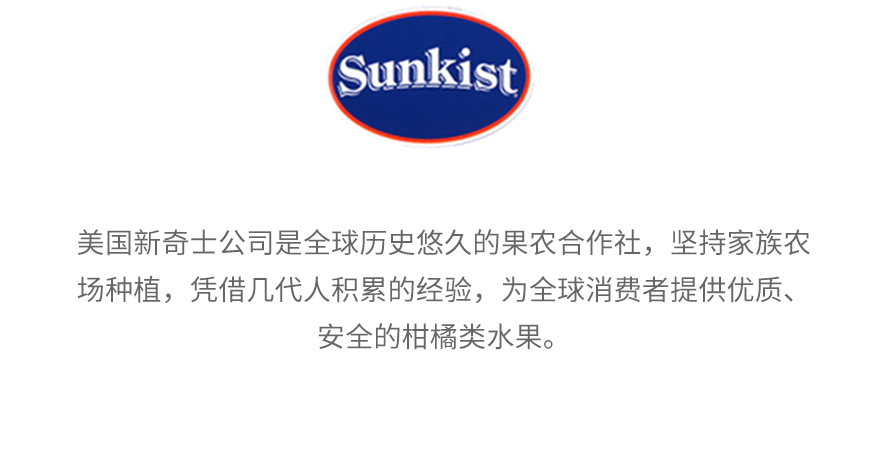 Sunkist
美国新奇士公司是全球历史悠久的果农合作社，坚持家族农
场种植，凭借几代人积累的经验，为全球消费者提供优质、
安全的柑橘类水果。